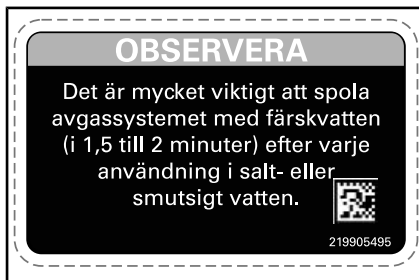 OBSERVERA
Det är mycket viktigt att spola
avgassystemet med färskvatten
(i 1,5 till 2 minuter) efter varje
användning i salt- eller
smutsigt vatten.
219905495